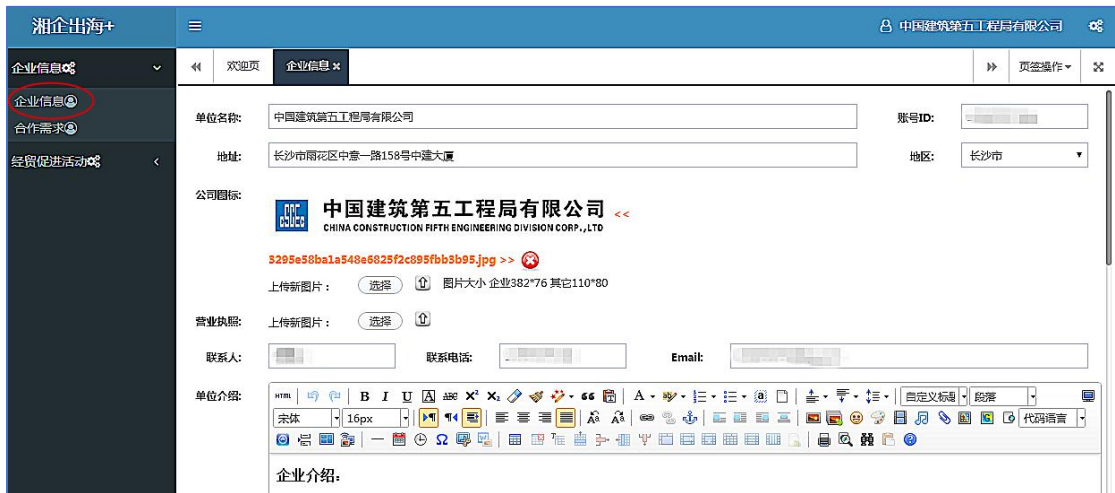 湘企出海+
中国建筑第五工程局有限公司
企业信息
欢迎页
企业信息 ×
页签操作
企业信息
合作需求
经贸促进活动
单位名称: 中国建筑第五工程局有限公司
账号ID:
地址: 长沙市雨花区中意一路158号中建大厦
地区: 长沙市
公司图标:
中国建筑第五工程局有限公司 <<
CSCEC
CHINA CONSTRUCTION FIFTH ENGINEERING DIVISION CORP.,LTD
3295e58ba1a548e6825f2c895fbb3b95.jpg >>
上传新图片: 选择 图片大小 企业382*76 其它110*80
营业执照: 上传新图片: 选择
联系人:
联系电话:
Email:
单位介绍:
HTML B I U A ABC X² X₂ 66 A 自定义标题 段落
宋体 16px 代码语言
企业介绍: